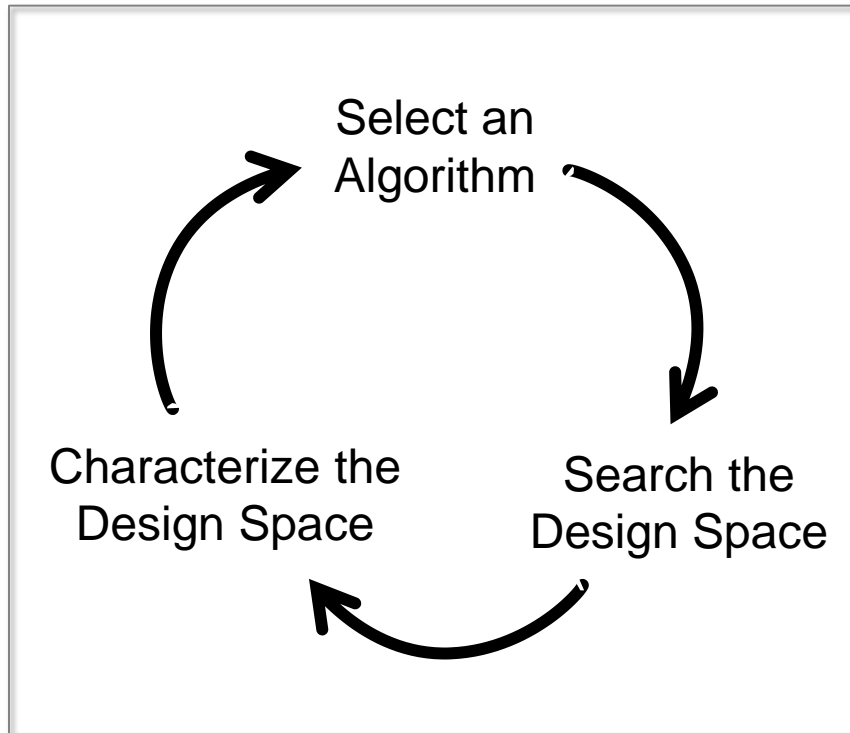 Select an
Algorithm
Characterize the
Design Space
Search the
Design Space